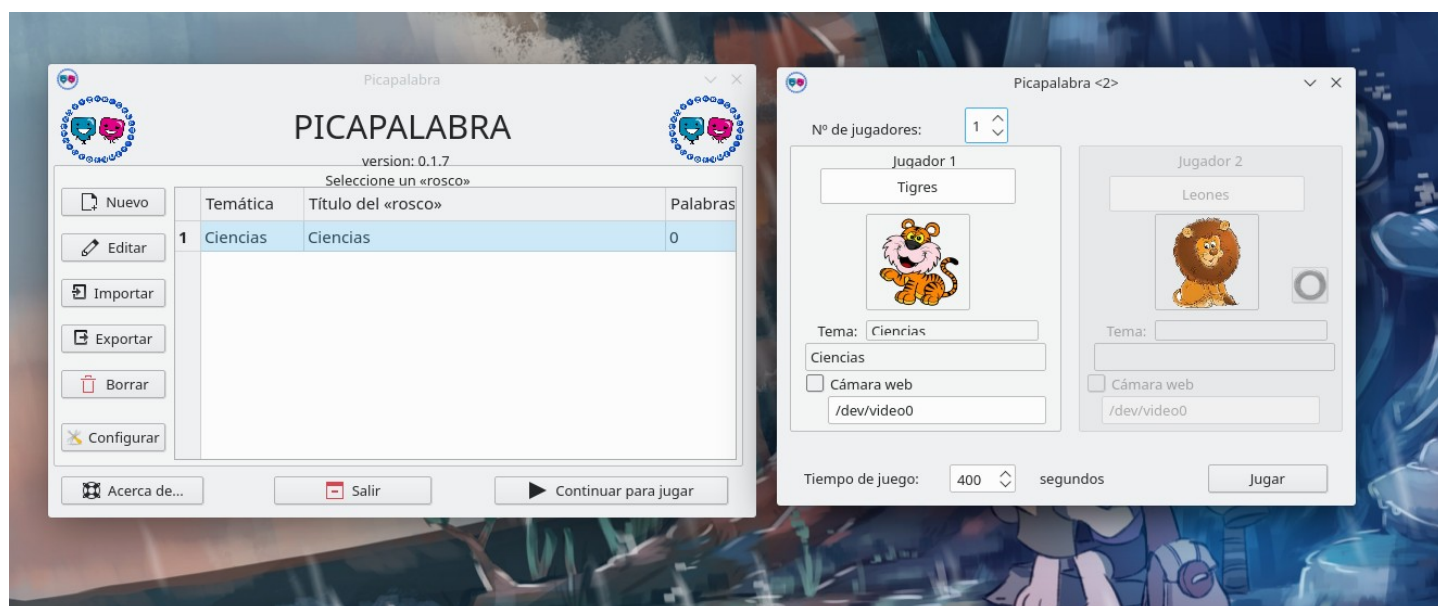 Picapalabra
PICAPALABRA
version: 0.1.7
Seleccione un «rosco»
Nuevo
Editar
Importar
Exportar
Borrar
Configurar
Temática Título del «rosco» Palabras
1 Ciencias Ciencias 0
Acerca de... Salir Continuar para jugar
Picapalabra <2>
Nº de jugadores: 1
Jugador 1
Tigres
Tema: Ciencias
Ciencias
Cámara web
/dev/video0
Jugador 2
Leones
Tema:
Cámara web
/dev/video0
Tiempo de juego: 400 segundos Jugar